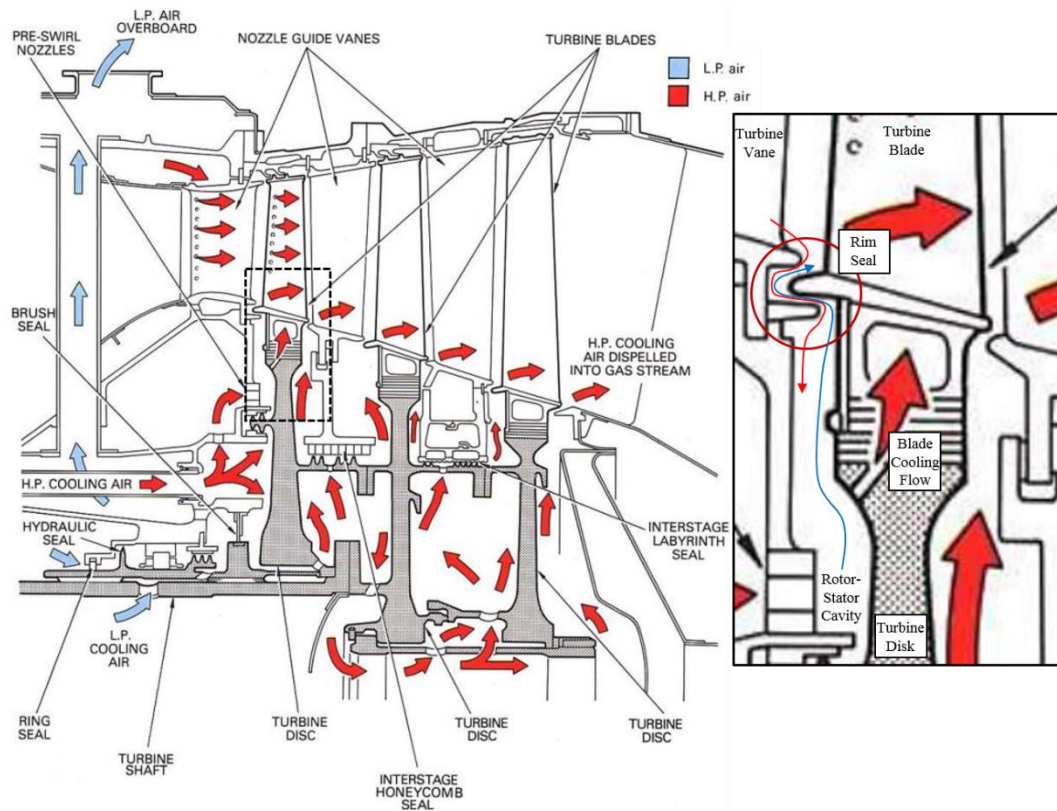 L.P. AIR
OVERBOARD
PRE-SWIRL
NOZZLES
NOZZLE GUIDE VANES
TURBINE BLADES
L.P. air
H.P. air
BRUSH
SEAL
H.P. COOLING
AIR DISPELLED
INTO GAS STREAM
H.P. COOLING AIR
HYDRAULIC
SEAL
INTERSTAGE
LABYRINTH
SEAL
L.P.
COOLING
AIR
RING
SEAL
TURBINE
SHAFT
TURBINE
DISC
INTERSTAGE
HONEYCOMB
SEAL
TURBINE
DISC
TURBINE
DISC
Turbine
Vane
Turbine
Blade
Rim
Seal
Blade
Cooling
Flow
Rotor-
Stator
Cavity
Turbine
Disk